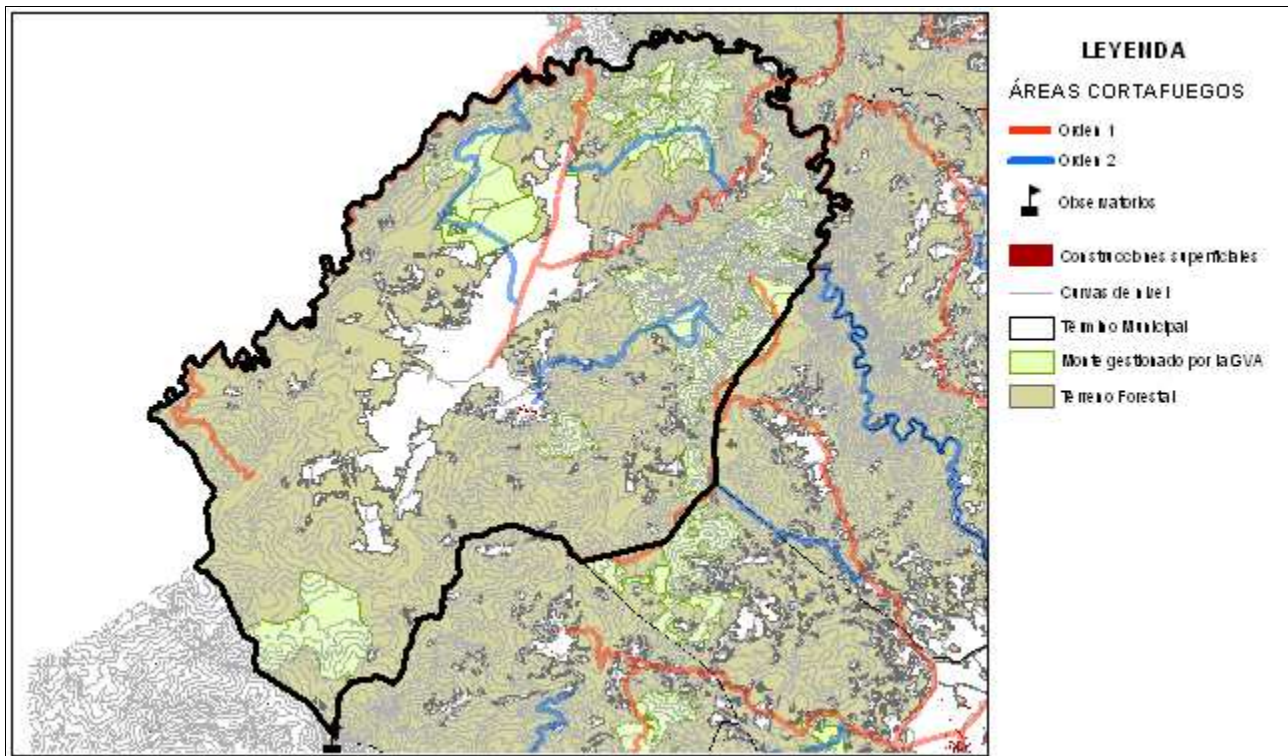 LEYENDA
ÁREAS CORTAFUEGOS
Orden 1
Orden 2
Observatorios
Construcciones superficiales
Curvas de nivel
Término Municipal
Monte gestionado por la GVA
Terreno Forestal